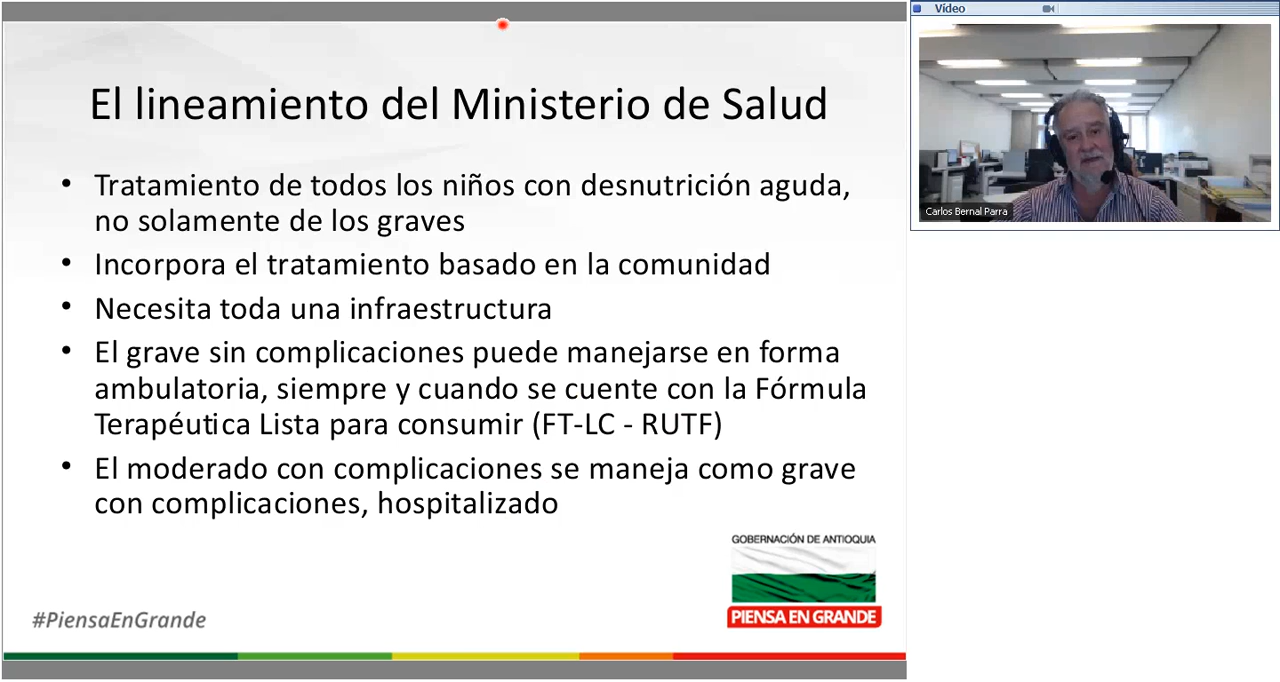 El lineamiento del Ministerio de Salud
• Tratamiento de todos los niños con desnutrición aguda,
no solamente de los graves
• Incorpora el tratamiento basado en la comunidad
• Necesita toda una infraestructura
• El grave sin complicaciones puede manejarse en forma
ambulatoria, siempre y cuando se cuente con la Fórmula
Terapéutica Lista para consumir (FT-LC - RUTF)
• El moderado con complicaciones se maneja como grave
con complicaciones, hospitalizado
GOBERNACIÓN DE ANTIOQUIA
PIENSA EN GRANDE
#PiensaEnGrande
Vídeo
Carlos Bernal Parra